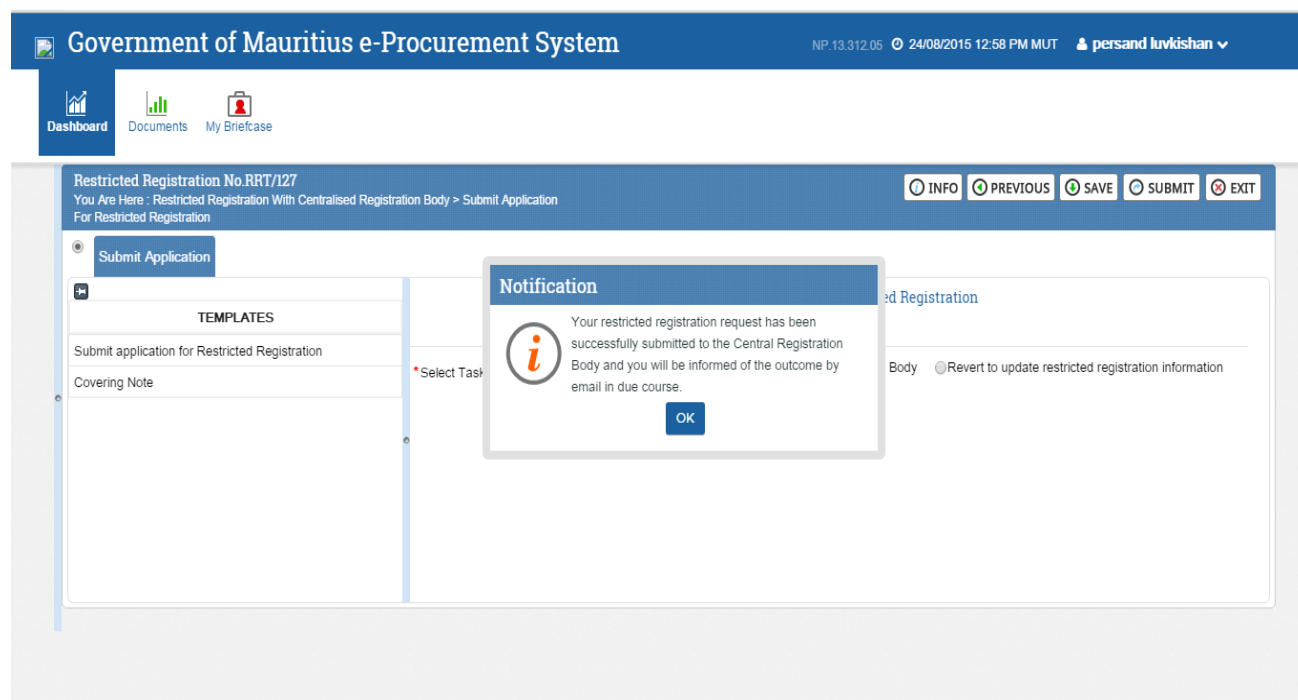 Government of Mauritius e-Procurement System
NP.13.312.05 24/08/2015 12:58 PM MUT persand luvkishan
Dashboard Documents My Briefcase
Restricted Registration No.RRT/127
You Are Here : Restricted Registration With Centralised Registration Body > Submit Application
For Restricted Registration
INFO PREVIOUS SAVE SUBMIT EXIT
Submit Application
TEMPLATES
Submit application for Restricted Registration
Covering Note
ed Registration
*Select Task
Body Revert to update restricted registration information
Notification
Your restricted registration request has been
successfully submitted to the Central Registration
Body and you will be informed of the outcome by
email in due course.
OK